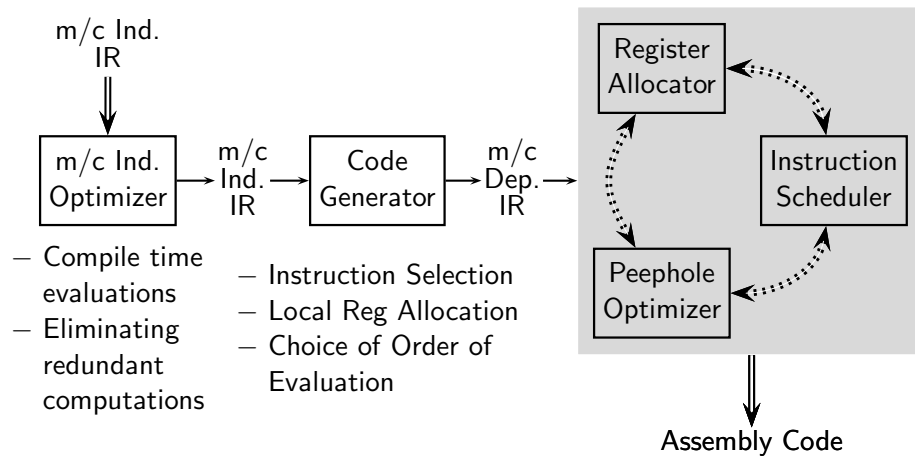 m/c Ind.
IR
m/c Ind.
Optimizer
m/c
Ind.
IR
Code
Generator
m/c
Dep.
IR
Register
Allocator
Instruction
Scheduler
Peephole
Optimizer
– Compile time
evaluations
– Eliminating
redundant
computations
– Instruction Selection
– Local Reg Allocation
– Choice of Order of
Evaluation
Assembly Code